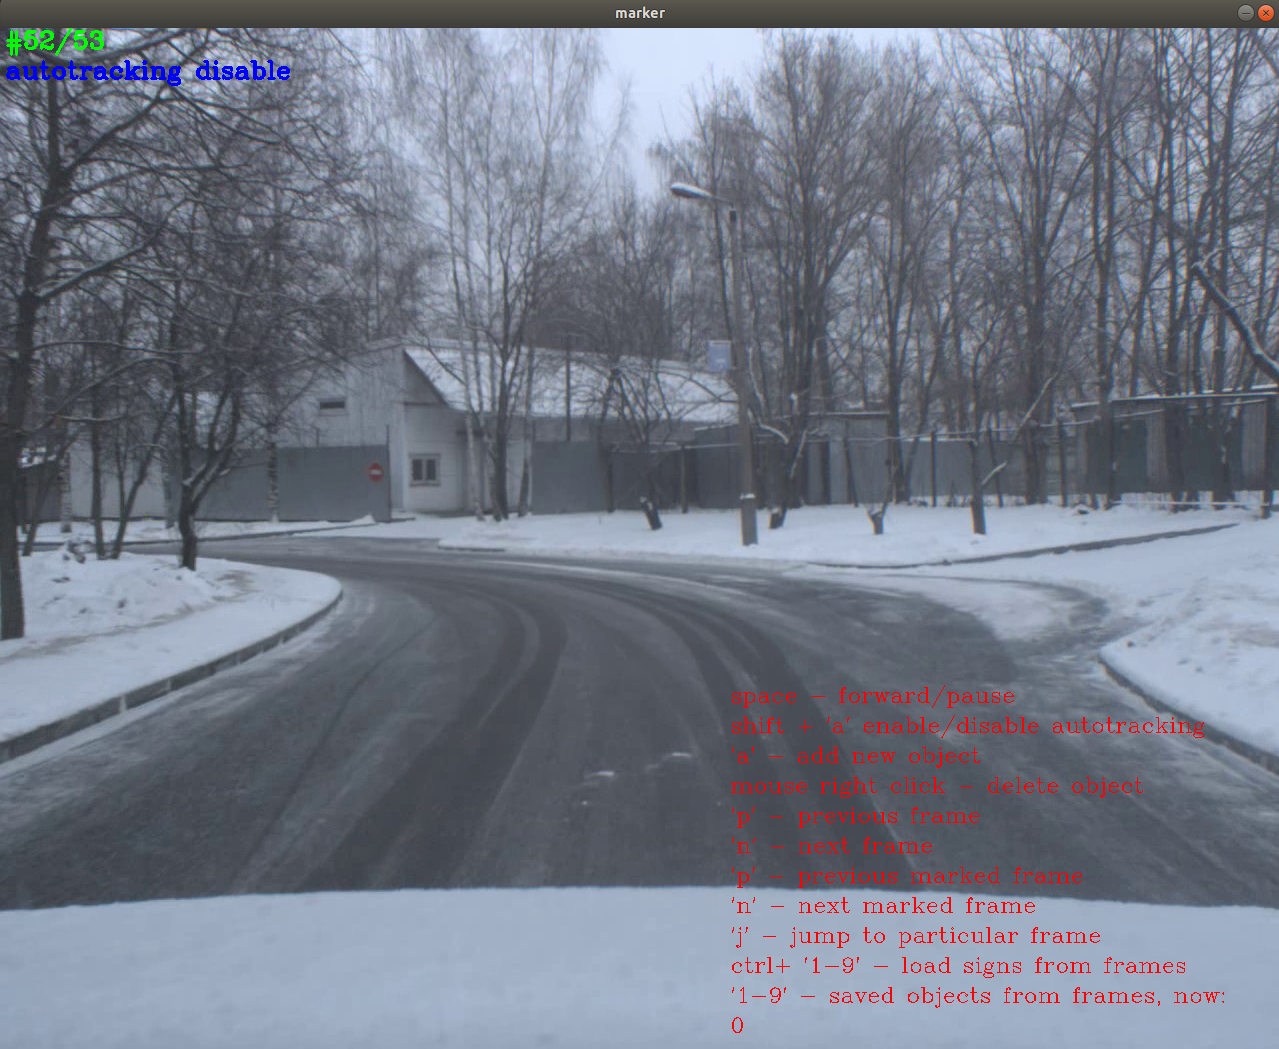 marker
#52/53
autotracking disable
space - forward/pause
shift - 'a' enable/disable autotracking
'a' - add new object
mouse right click - delete object
'p' - previous frame
'n' - next frame
'p' - previous marked frame
'n' - next marked frame
'j' - jump to particular frame
ctrl+ '1-9' - load signs from frames
'1-9' - saved objects from frames, now:
0